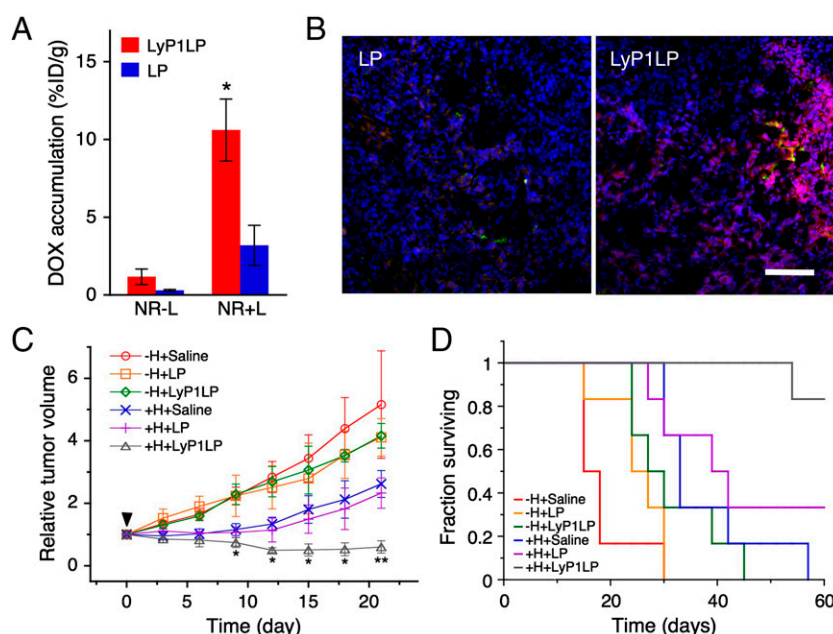 A
DOX accumulation (%ID/g)
15
10
5
0
LyP1LP
LP
*
NR-L
NR+L
B
LP
LyP1LP
C
Relative tumor volume
6
4
2
0
-H+Saline
-H+LP
-H+LyP1LP
+H+Saline
+H+LP
+H+LyP1LP
* * * * **
0 5 10 15 20
Time (day)
D
Fraction surviving
1
0.8
0.6
0.4
0.2
0
-H+Saline
-H+LP
-H+LyP1LP
+H+Saline
+H+LP
+H+LyP1LP
0 20 40 60
Time (days)